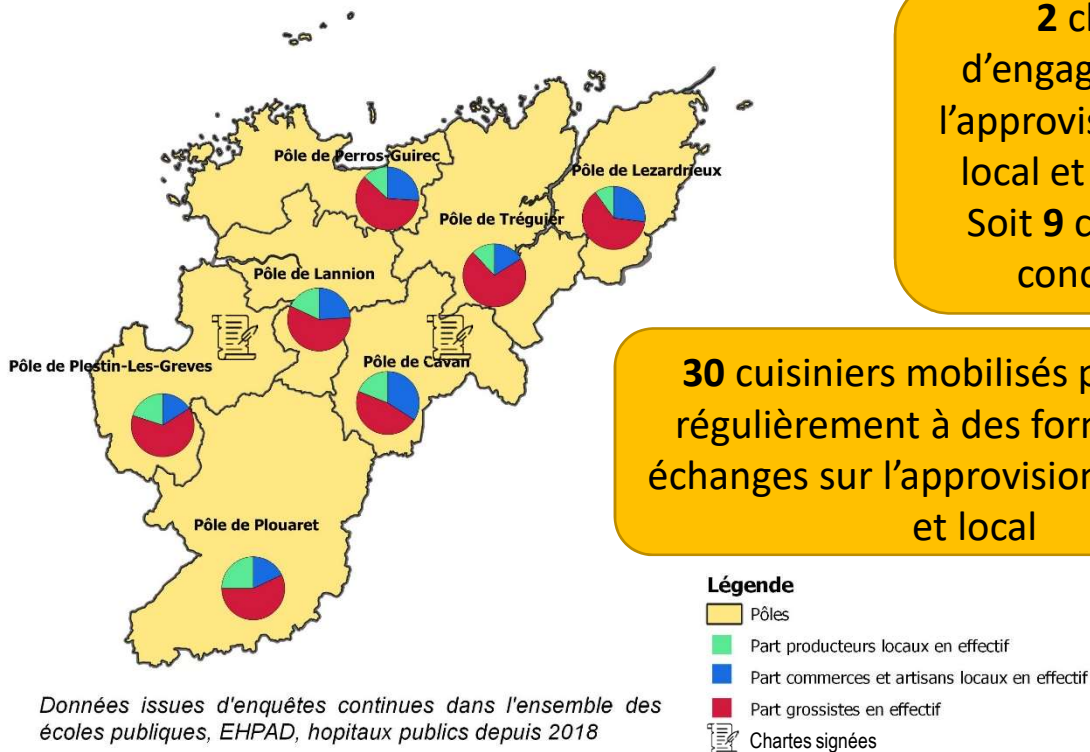 2
d'engag
l'approvis
local et
Soit 9
conc
Pôle de Perros-Guirec
Pôle de Lezardrieux
Pôle de Tréguier
Pôle de Lannion
Pôle de Plestin-Les-Greves
Pôle de Cavan
Pôle de Plouaret
30 cuisiniers mobilisés
régulièrement à des for
échanges sur l'approvision
et local
Légende
Pôles
Part producteurs locaux en effectif
Part commerces et artisans locaux en effectif
Part grossistes en effectif
Chartes signées
Données issues d'enquêtes continues dans l'ensemble des
écoles publiques, EHPAD, hopitaux publics depuis 2018